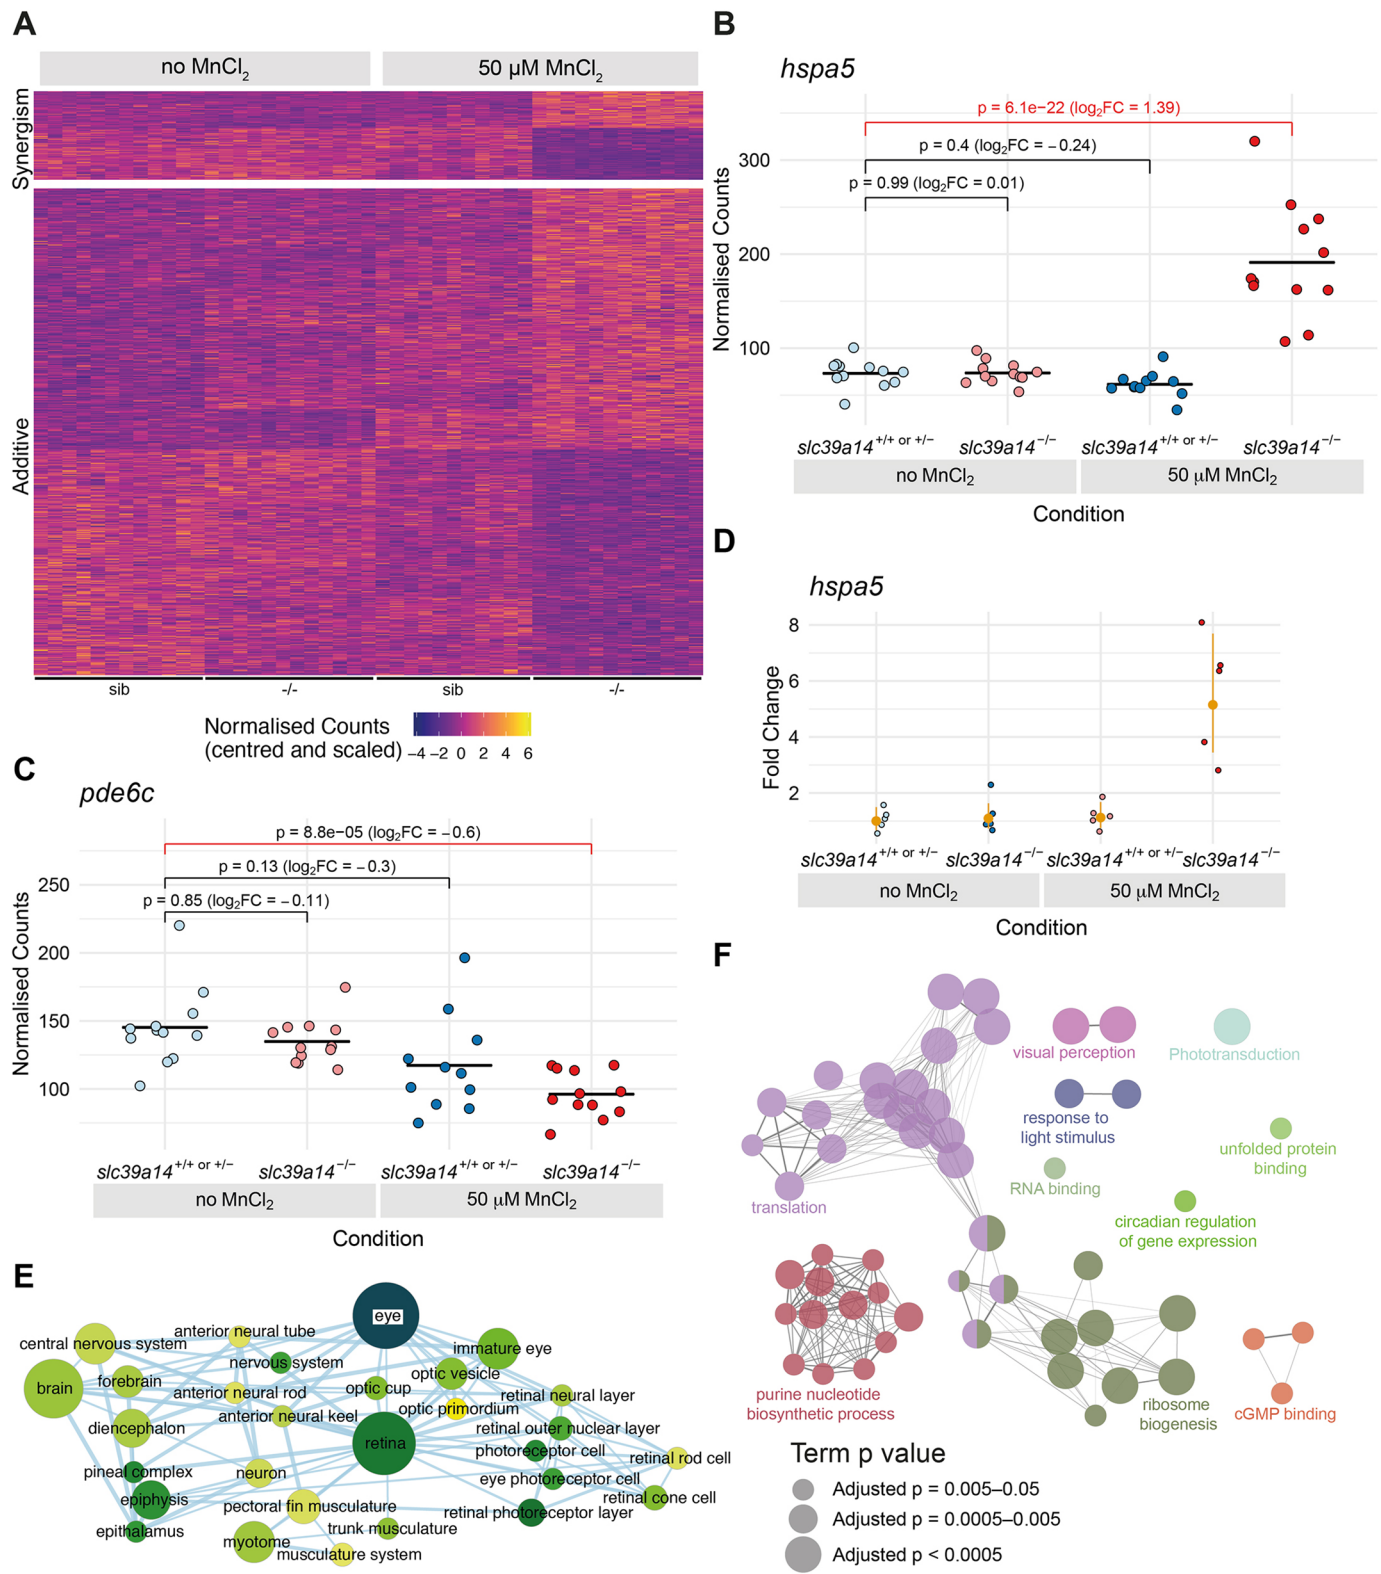 A
no MnCl₂
50 µM MnCl₂
Synergism
Additive
sib
-/-
sib
-/-
Normalised Counts
(centred and scaled)
−4 −2 0 2 4 6
B
hspa5
p = 6.1e−22 (log₂FC = 1.39)
p = 0.4 (log₂FC = −0.24)
p = 0.99 (log₂FC = 0.01)
Normalised Counts
300
200
100
slc39a14+/+ or +/−
slc39a14−/−
slc39a14+/+ or +/−
slc39a14−/−
no MnCl₂
50 µM MnCl₂
Condition
C
pde6c
p = 8.8e−05 (log₂FC = −0.6)
p = 0.13 (log₂FC = −0.3)
p = 0.85 (log₂FC = −0.11)
Normalised Counts
250
200
150
100
slc39a14+/+ or +/−
slc39a14−/−
slc39a14+/+ or +/−
slc39a14−/−
no MnCl₂
50 µM MnCl₂
Condition
D
hspa5
Fold Change
8
6
4
2
slc39a14+/+ or +/−
slc39a14−/−
slc39a14+/+ or +/−
slc39a14−/−
no MnCl₂
50 µM MnCl₂
Condition
E
eye
anterior neural tube
central nervous system
immature eye
nervous system
optic vesicle
forebrain
brain
optic cup
anterior neural rod
retinal neural layer
optic primordium
anterior neural keel
diencephalon
retinal outer nuclear layer
retina
photoreceptor cell
retinal rod cell
pineal complex
neuron
eye photoreceptor cell
epiphysis
retinal cone cell
pectoral fin musculature
retinal photoreceptor layer
epithalamus
trunk musculature
myotome
musculature system
F
visual perception
Phototransduction
response to
light stimulus
unfolded protein
binding
RNA binding
translation
circadian regulation
of gene expression
purine nucleotide
biosynthetic process
ribosome
biogenesis
cGMP binding
Term p value
Adjusted p = 0.005–0.05
Adjusted p = 0.0005–0.005
Adjusted p < 0.0005